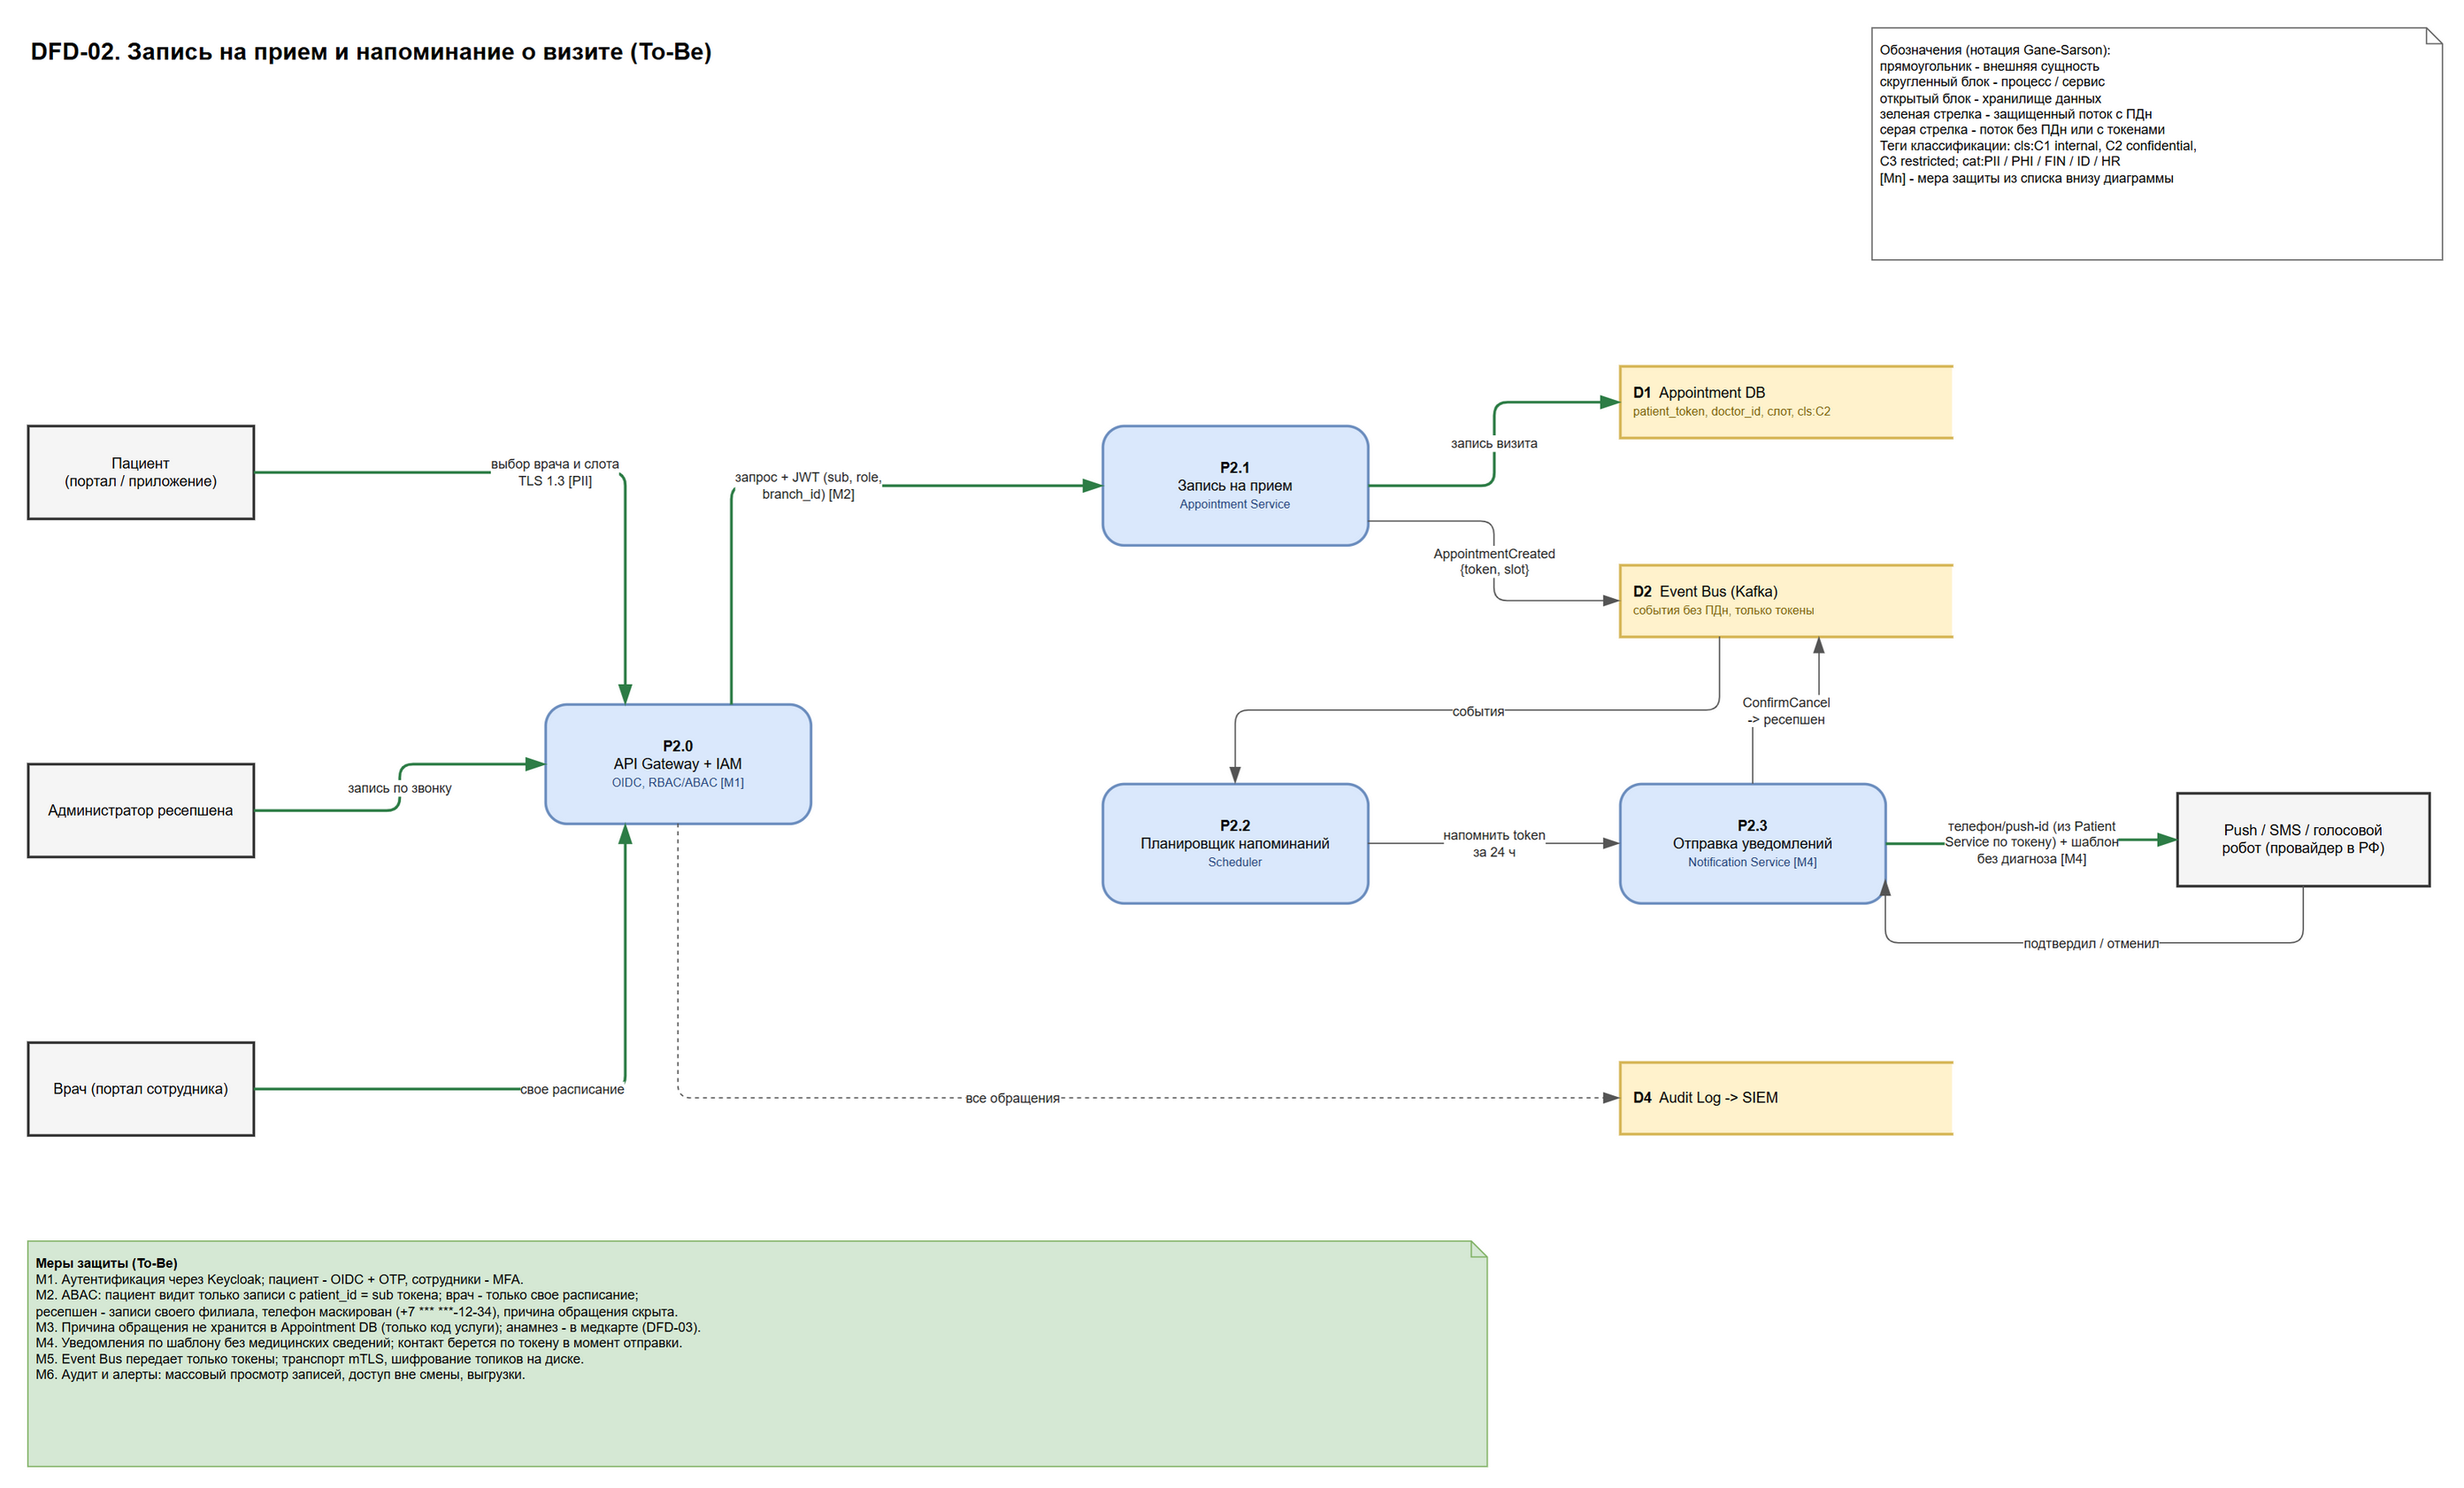 DFD-02. Запись на прием и напоминание о визите (To-Be)
Обозначения (нотация Gane-Sarson):
прямоугольник - внешняя сущность
скругленный блок - процесс / сервис
открытый блок - хранилище данных
зеленая стрелка - защищенный поток с ПДн
серая стрелка - поток без ПДн или с токенами
Теги классификации: cls:C1 internal, C2 confidential,
C3 restricted; cat:PII / PHI / FIN / ID / HR
[Mn] - мера защиты из списка внизу диаграммы
Пациент
(портал / приложение)
выбор врача и слота
TLS 1.3 [PII]
запрос + JWT (sub, role,
branch_id) [M2]
P2.1
Запись на прием
Appointment Service
запись визита
D1 Appointment DB
patient_token, doctor_id, слот, cls:C2
AppointmentCreated
{token, slot}
D2 Event Bus (Kafka)
события без ПДн, только токены
события
ConfirmCancel
-> ресепшен
Администратор ресепшена
запись по звонку
P2.0
API Gateway + IAM
OIDC, RBAC/ABAC [M1]
P2.2
Планировщик напоминаний
Scheduler
напомнить token
за 24 ч
P2.3
Отправка уведомлений
Notification Service [M4]
телефон/push-id (из Patient
Service по токену) + шаблон
без диагноза [M4]
Push / SMS / голосовой
робот (провайдер в РФ)
подтвердил / отменил
Врач (портал сотрудника)
свое расписание
все обращения
D4 Audit Log -> SIEM
Меры защиты (To-Be)
M1. Аутентификация через Keycloak; пациент - OIDC + OTP, сотрудники - MFA.
M2. ABAC: пациент видит только записи с patient_id = sub токена; врач - только свое расписание;
ресепшен - записи своего филиала, телефон маскирован (+7 *** ***-12-34), причина обращения скрыта.
M3. Причина обращения не хранится в Appointment DB (только код услуги); анамнез - в медкарте (DFD-03).
M4. Уведомления по шаблону без медицинских сведений; контакт берется по токену в момент отправки.
M5. Event Bus передает только токены; транспорт mTLS, шифрование топиков на диске.
M6. Аудит и алерты: массовый просмотр записей, доступ вне смены, выгрузки.